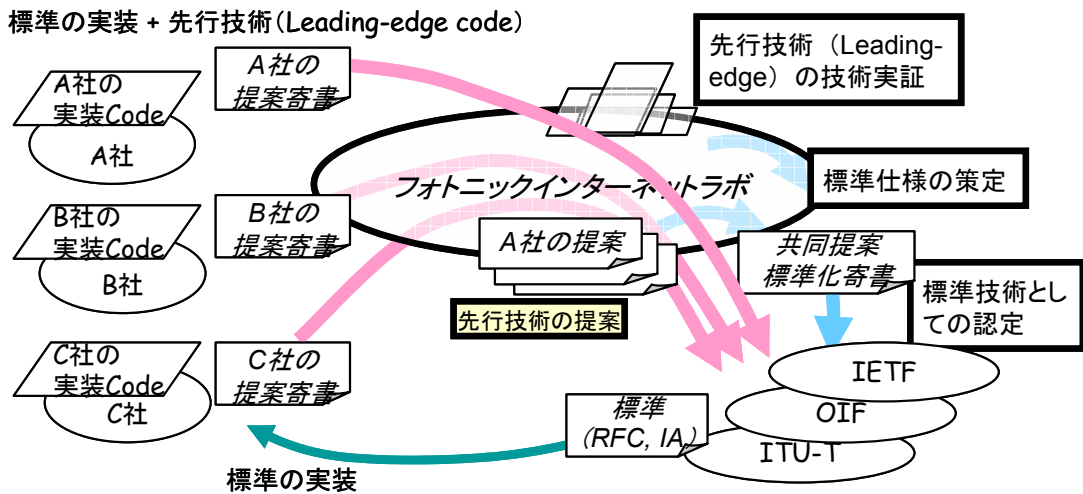 標準の実装 + 先行技術(Leading-edge code)
A社の
実装Code
A社
A社の
提案寄書
先行技術(Leading-
edge)の技術実証
フォトニックインターネットラボ
標準仕様の策定
B社の
実装Code
B社
B社の
提案寄書
A社の提案
共同提案
標準化寄書
先行技術の提案
標準技術とし
ての認定
C社の
実装Code
C社
C社の
提案寄書
標準
(RFC, IA)
IETF
OIF
ITU-T
標準の実装